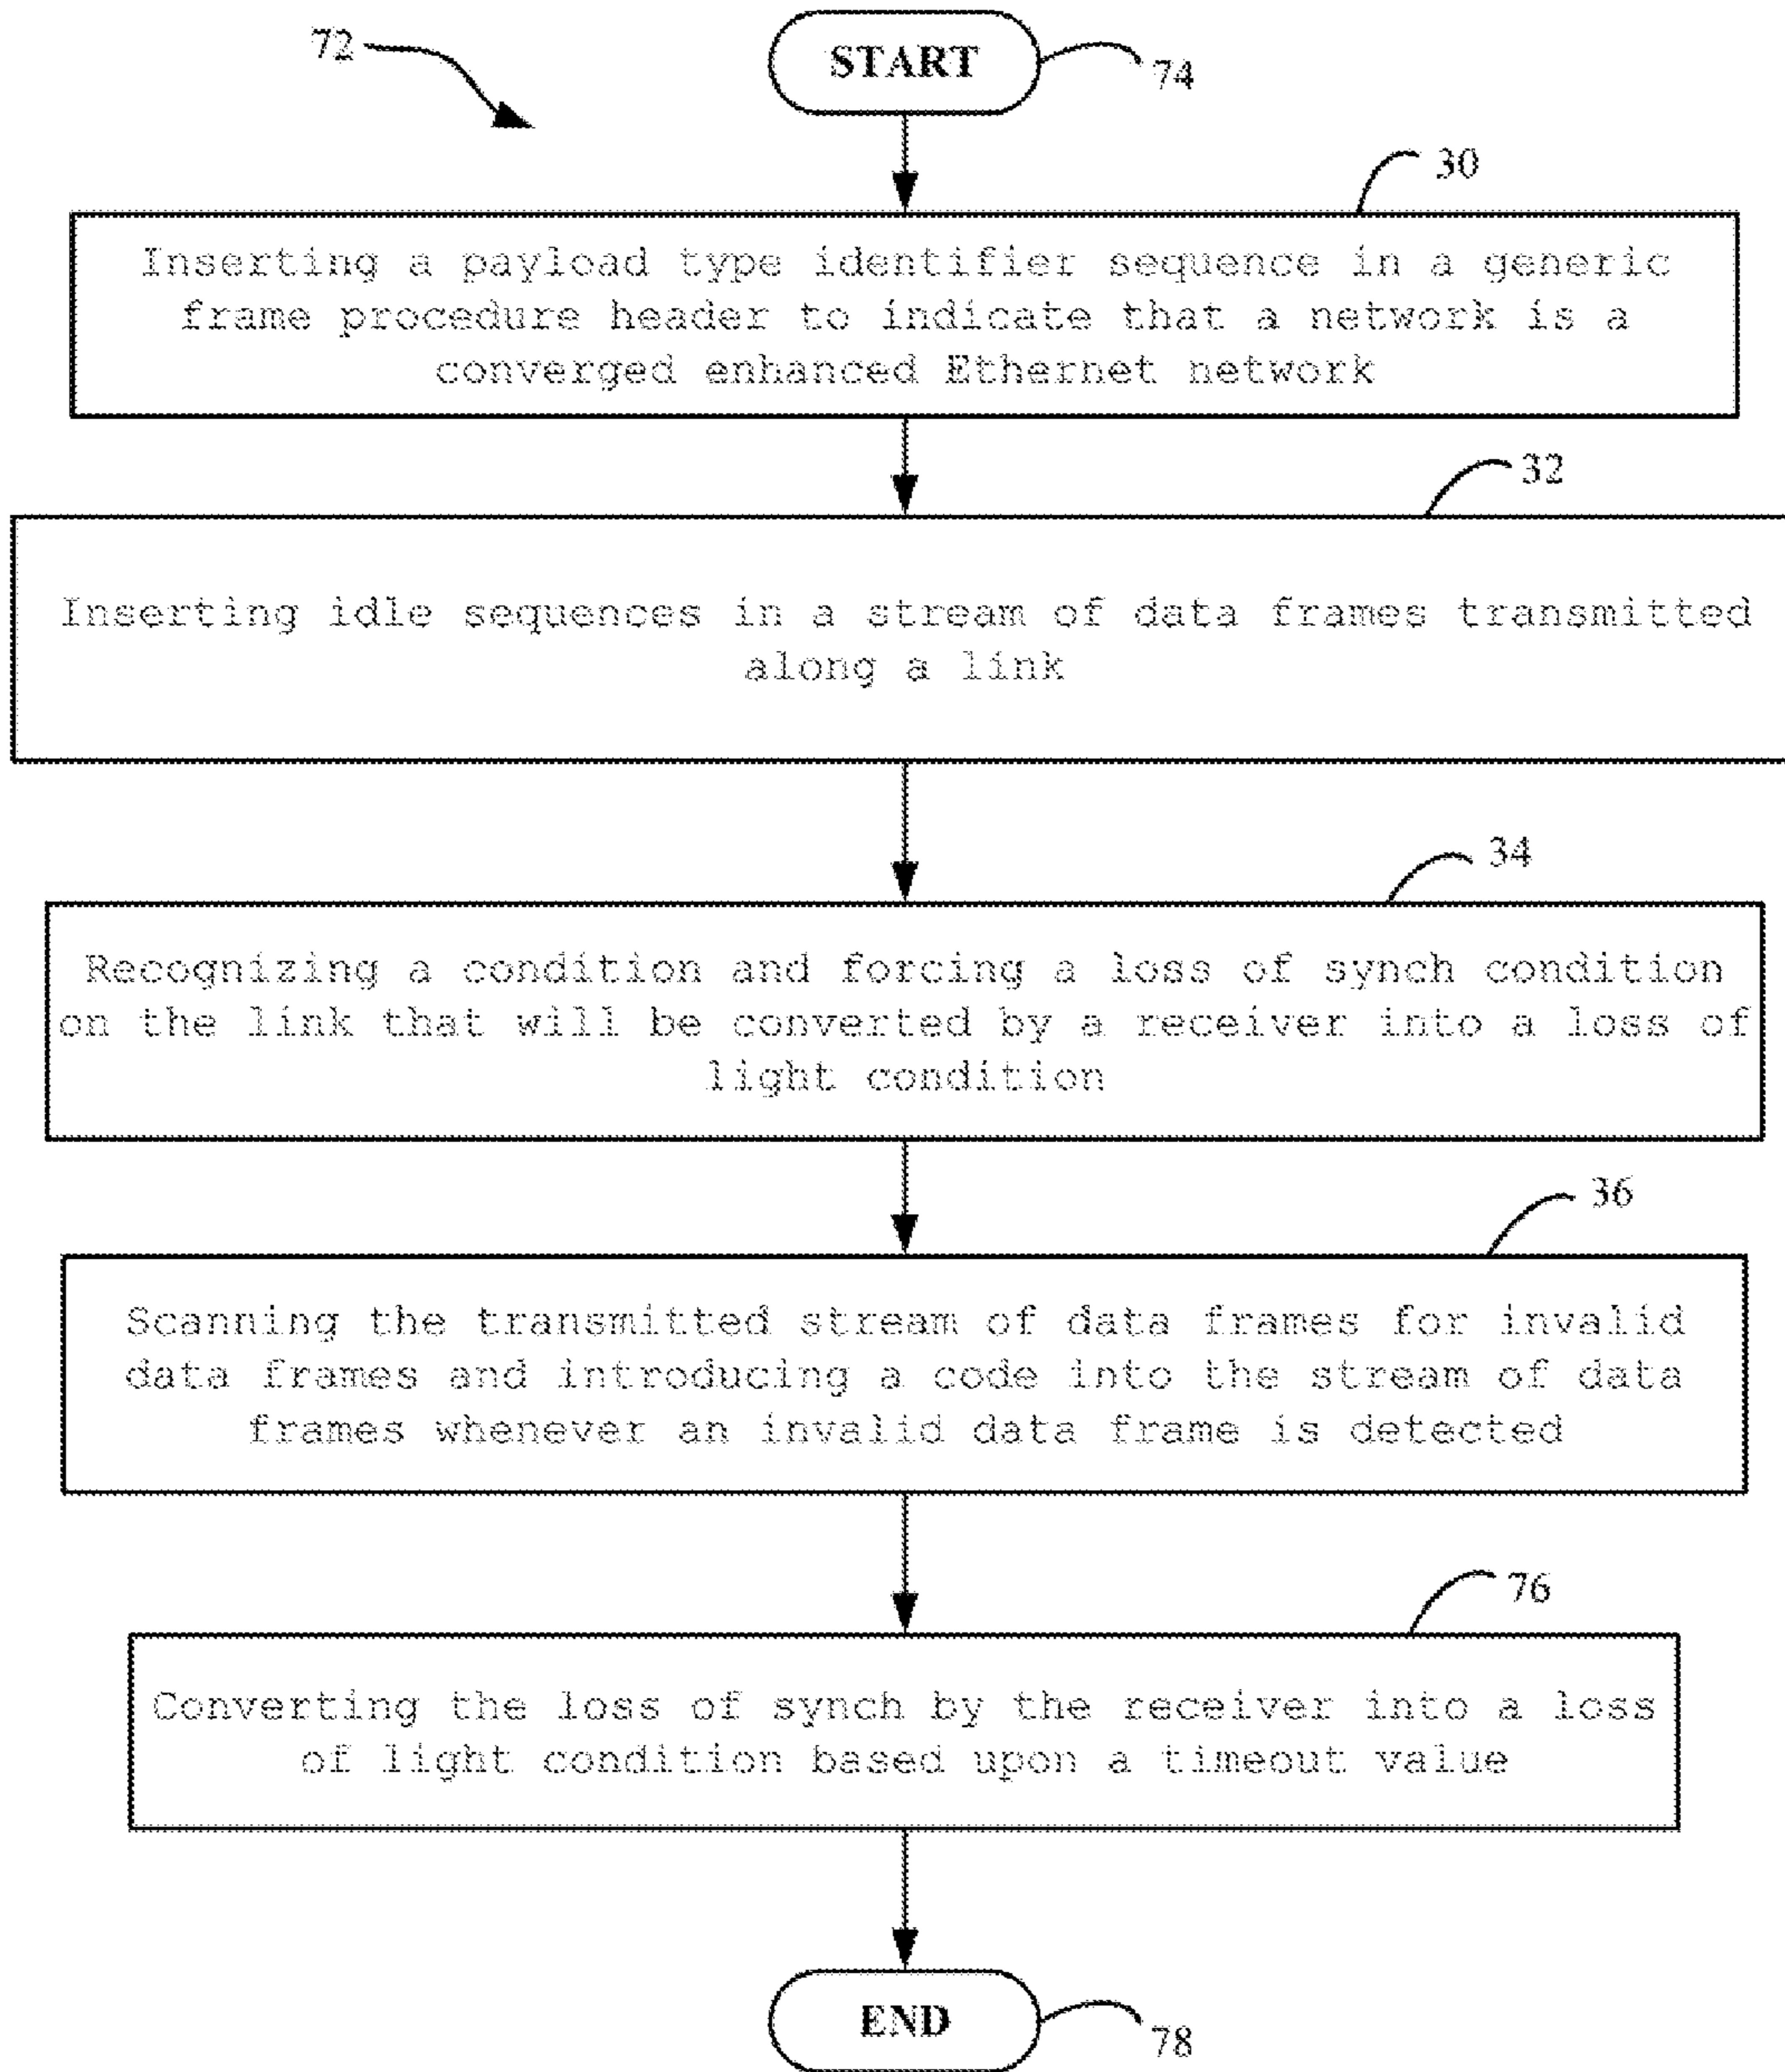 72
START
74
30
Inserting a payload type identifier sequence in a generic
frame procedure header to indicate that a network is a
converged enhanced Ethernet network
32
Inserting idle sequences in a stream of data frames transmitted
along a link
34
Recognizing a condition and forcing a loss of synch condition
on the link that will be converted by a receiver into a loss of
light condition
36
Scanning the transmitted stream of data frames for invalid
data frames and introducing a code into the stream of data
frames whenever an invalid data frame is detected
76
Converting the loss of synch by the receiver into a loss
of light condition based upon a timeout value
END
78